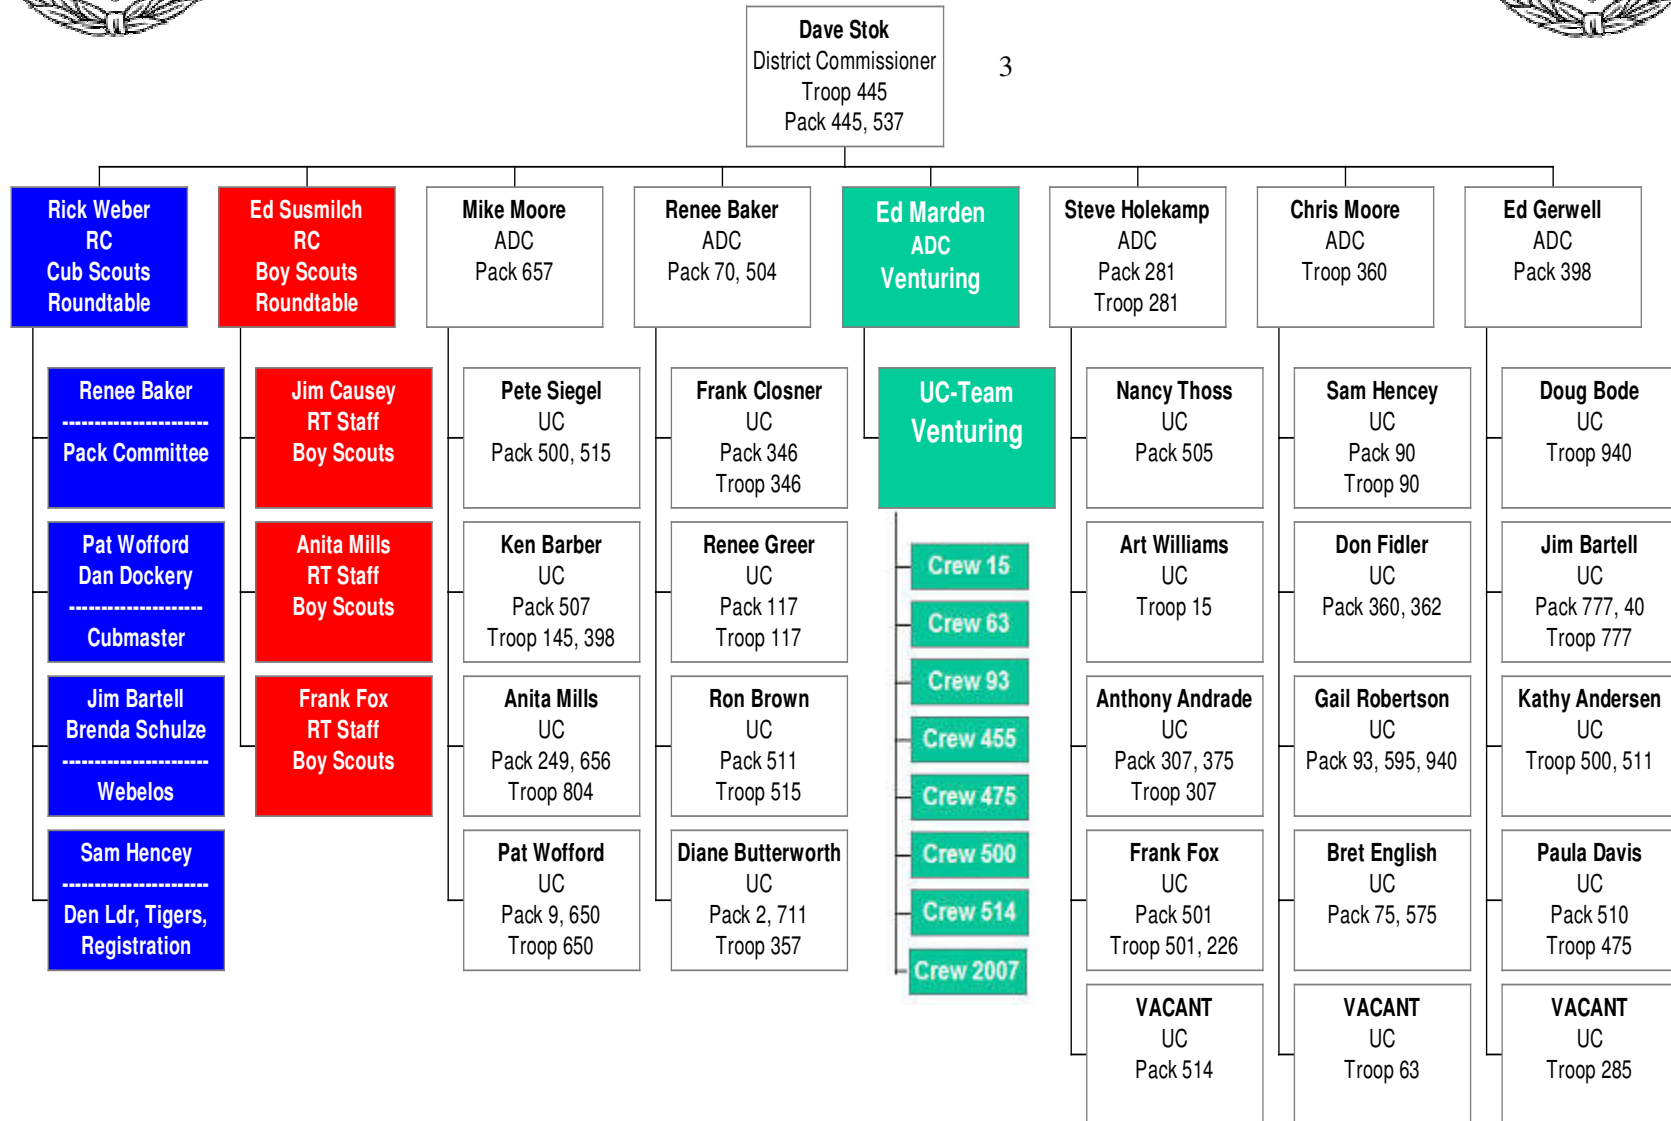 Dave Stok
District Commissioner
Troop 445
Pack 445, 537
3
Rick Weber
RC
Cub Scouts
Roundtable
Ed Susmilch
RC
Boy Scouts
Roundtable
Mike Moore
ADC
Pack 657
Renee Baker
ADC
Pack 70, 504
Ed Marden
ADC
Venturing
Steve Holekamp
ADC
Pack 281
Troop 281
Chris Moore
ADC
Troop 360
Ed Gerwell
ADC
Pack 398
Renee Baker
-----------------------
Pack Committee
Pat Wofford
Dan Dockery
---------------------
Cubmaster
Jim Bartell
Brenda Schulze
-----------------------
Webelos
Sam Hencey
-----------------------
Den Ldr, Tigers,
Registration
Jim Causey
RT Staff
Boy Scouts
Anita Mills
RT Staff
Boy Scouts
Frank Fox
RT Staff
Boy Scouts
Pete Siegel
UC
Pack 500, 515
Ken Barber
UC
Pack 507
Troop 145, 398
Anita Mills
UC
Pack 249, 656
Troop 804
Pat Wofford
UC
Pack 9, 650
Troop 650
Frank Closner
UC
Pack 346
Troop 346
Renee Greer
UC
Pack 117
Troop 117
Ron Brown
UC
Pack 511
Troop 515
Diane Butterworth
UC
Pack 2, 711
Troop 357
UC-Team
Venturing
Crew 15
Crew 63
Crew 93
Crew 455
Crew 475
Crew 500
Crew 514
Crew 2007
Nancy Thoss
UC
Pack 505
Art Williams
UC
Troop 15
Anthony Andrade
UC
Pack 307, 375
Troop 307
Frank Fox
UC
Pack 501
Troop 501, 226
VACANT
UC
Pack 514
Sam Hencey
UC
Pack 90
Troop 90
Don Fidler
UC
Pack 360, 362
Gail Robertson
UC
Pack 93, 595, 940
Bret English
UC
Pack 75, 575
VACANT
UC
Troop 63
Doug Bode
UC
Troop 940
Jim Bartell
UC
Pack 777, 40
Troop 777
Kathy Andersen
UC
Troop 500, 511
Paula Davis
UC
Pack 510
Troop 475
VACANT
UC
Troop 285